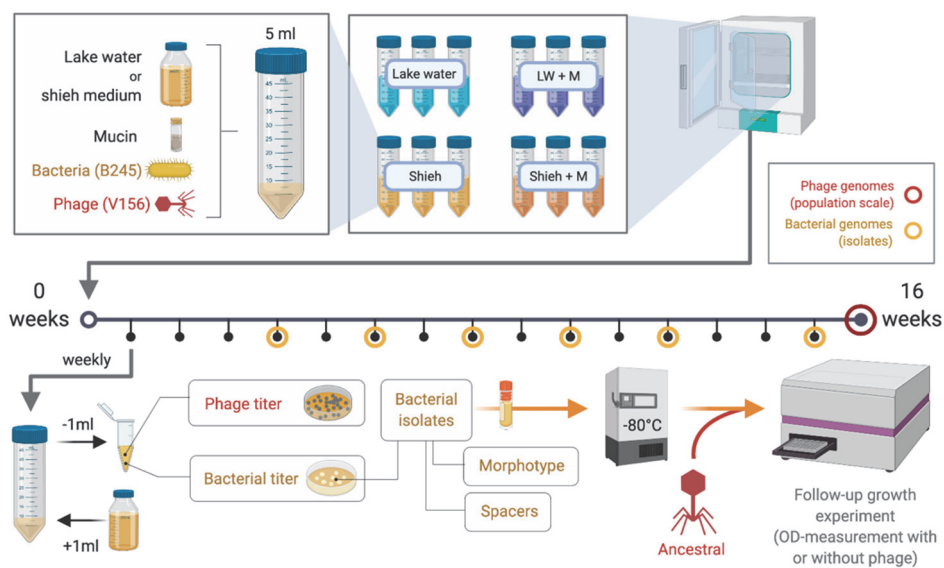 Lake water
or
shieh medium
Mucin
Bacteria (B245)
Phage (V156)
5 ml
Lake water
LW + M
Shieh
Shieh + M
Phage genomes
(population scale)
Bacterial genomes
(isolates)
0
weeks
16
weeks
weekly
-1ml
+1ml
Phage titer
Bacterial titer
Bacterial
isolates
Morphotype
Spacers
-80°C
Ancestral
Follow-up growth
experiment
(OD-measurement with
or without phage)